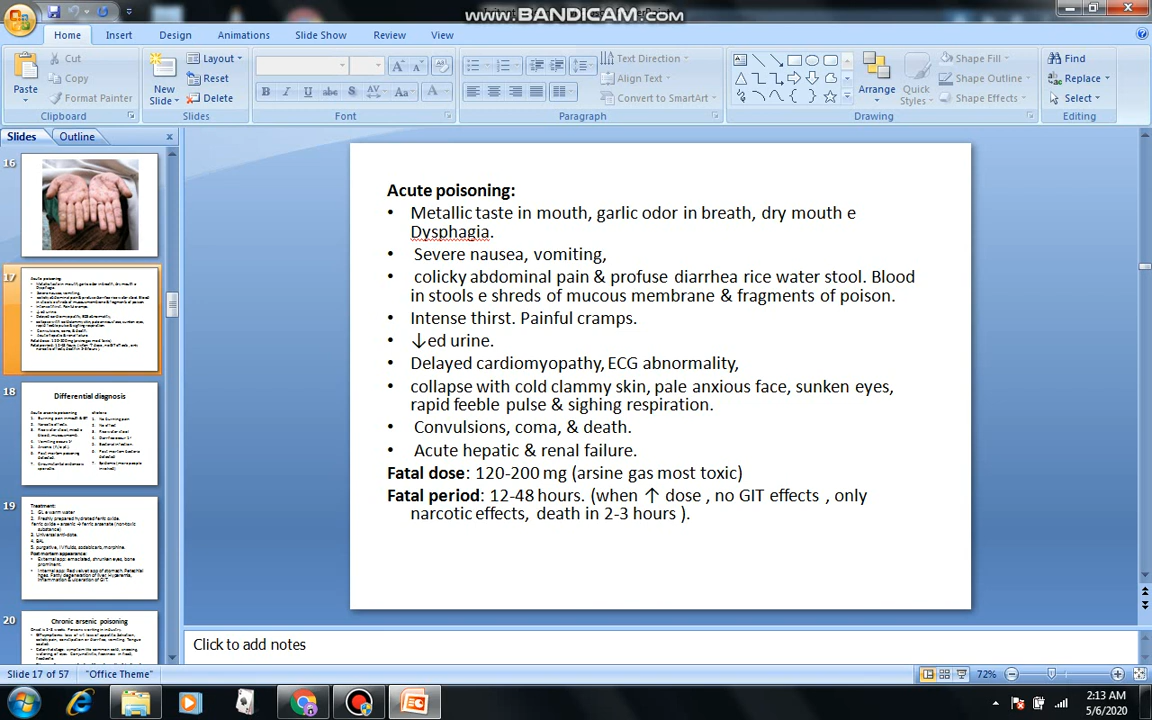 www.BANDICAM.com
Home Insert Design Animations Slide Show Review View
Paste
Cut
Copy
Format Painter
Clipboard
New Slide
Layout
Reset
Delete
Slides
B I U abc S AV Aa A
Font
Text Direction
Align Text
Convert to SmartArt
Paragraph
Arrange
Quick Styles
Shape Fill
Shape Outline
Shape Effects
Drawing
Find
Replace
Select
Editing
Slides Outline
16
17
18
Differential diagnosis
19
Treatment:
20
Chronic arsenic poisoning
Acute poisoning:
• Metallic taste in mouth, garlic odor in breath, dry mouth e
Dysphagia.
• Severe nausea, vomiting,
• colicky abdominal pain & profuse diarrhea rice water stool. Blood
in stools e shreds of mucous membrane & fragments of poison.
• Intense thirst. Painful cramps.
• ↓ed urine.
• Delayed cardiomyopathy, ECG abnormality,
• collapse with cold clammy skin, pale anxious face, sunken eyes,
rapid feeble pulse & sighing respiration.
• Convulsions, coma, & death.
• Acute hepatic & renal failure.
Fatal dose: 120-200 mg (arsine gas most toxic)
Fatal period: 12-48 hours. (when ↑ dose , no GIT effects , only
narcotic effects, death in 2-3 hours ).
Click to add notes
Slide 17 of 57 "Office Theme" 72%
2:13 AM
5/6/2020